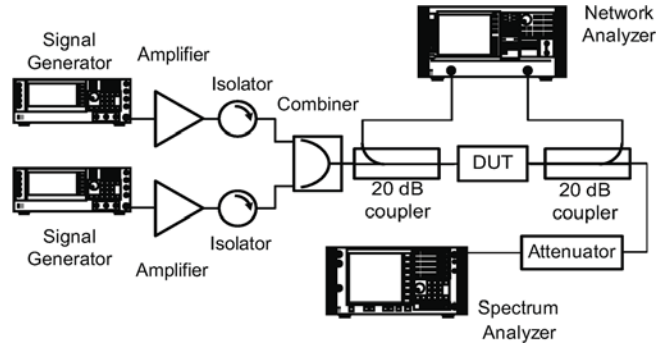 Signal
Generator
Amplifier
Isolator
Combiner
Network
Analyzer
20 dB
coupler
DUT
20 dB
coupler
Signal
Generator
Amplifier
Isolator
Attenuator
Spectrum
Analyzer